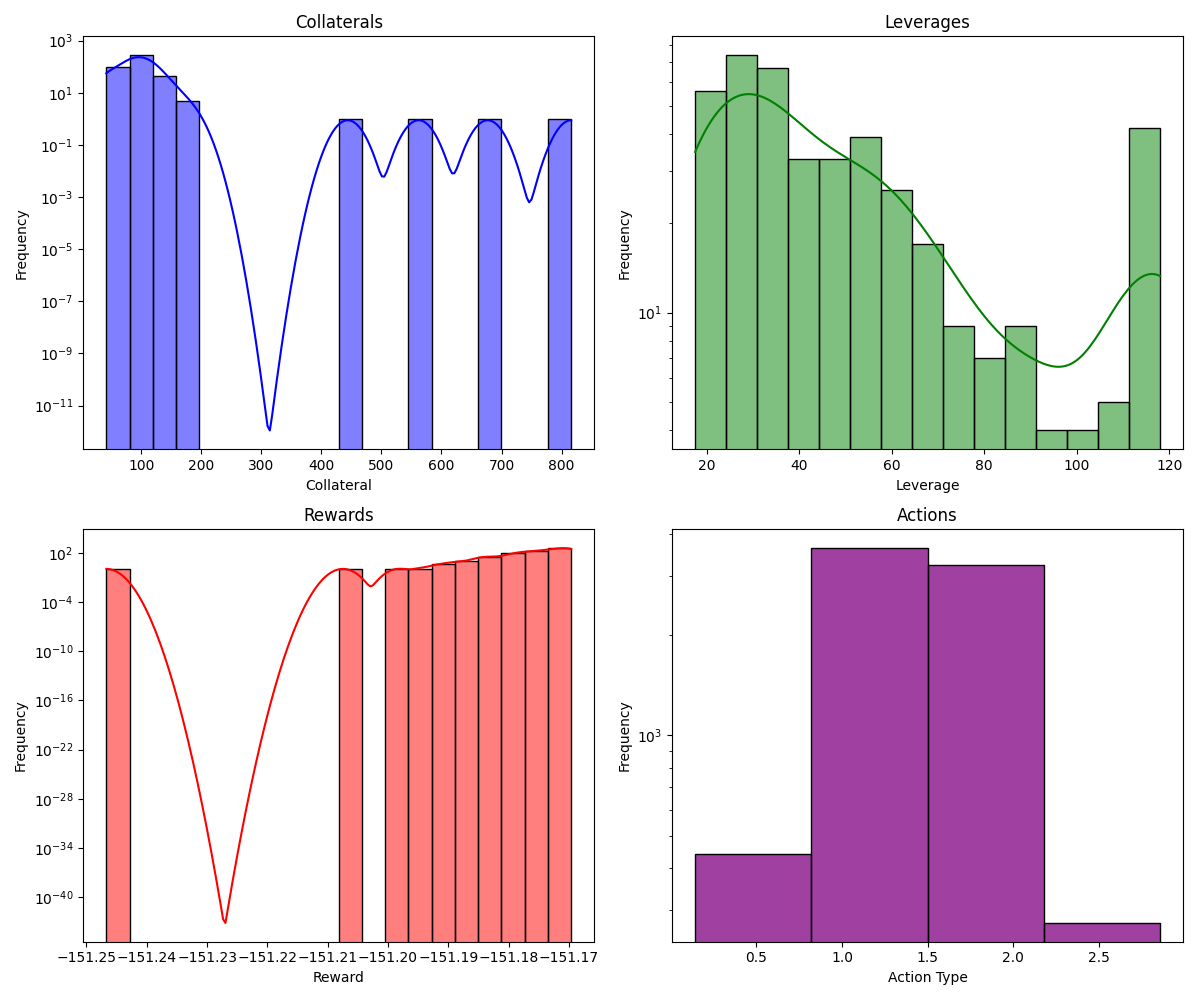 Collaterals
Frequency
10^3
10^1
10^−1
10^−3
10^−5
10^−7
10^−9
10^−11
100 200 300 400 500 600 700 800
Collateral
Leverages
Frequency
10^1
20 40 60 80 100 120
Leverage
Rewards
Frequency
10^2
10^−4
10^−10
10^−16
10^−22
10^−28
10^−34
10^−40
−151.25 −151.24 −151.23 −151.22 −151.21 −151.20 −151.19 −151.18 −151.17
Reward
Actions
Frequency
10^3
0.5 1.0 1.5 2.0 2.5
Action Type